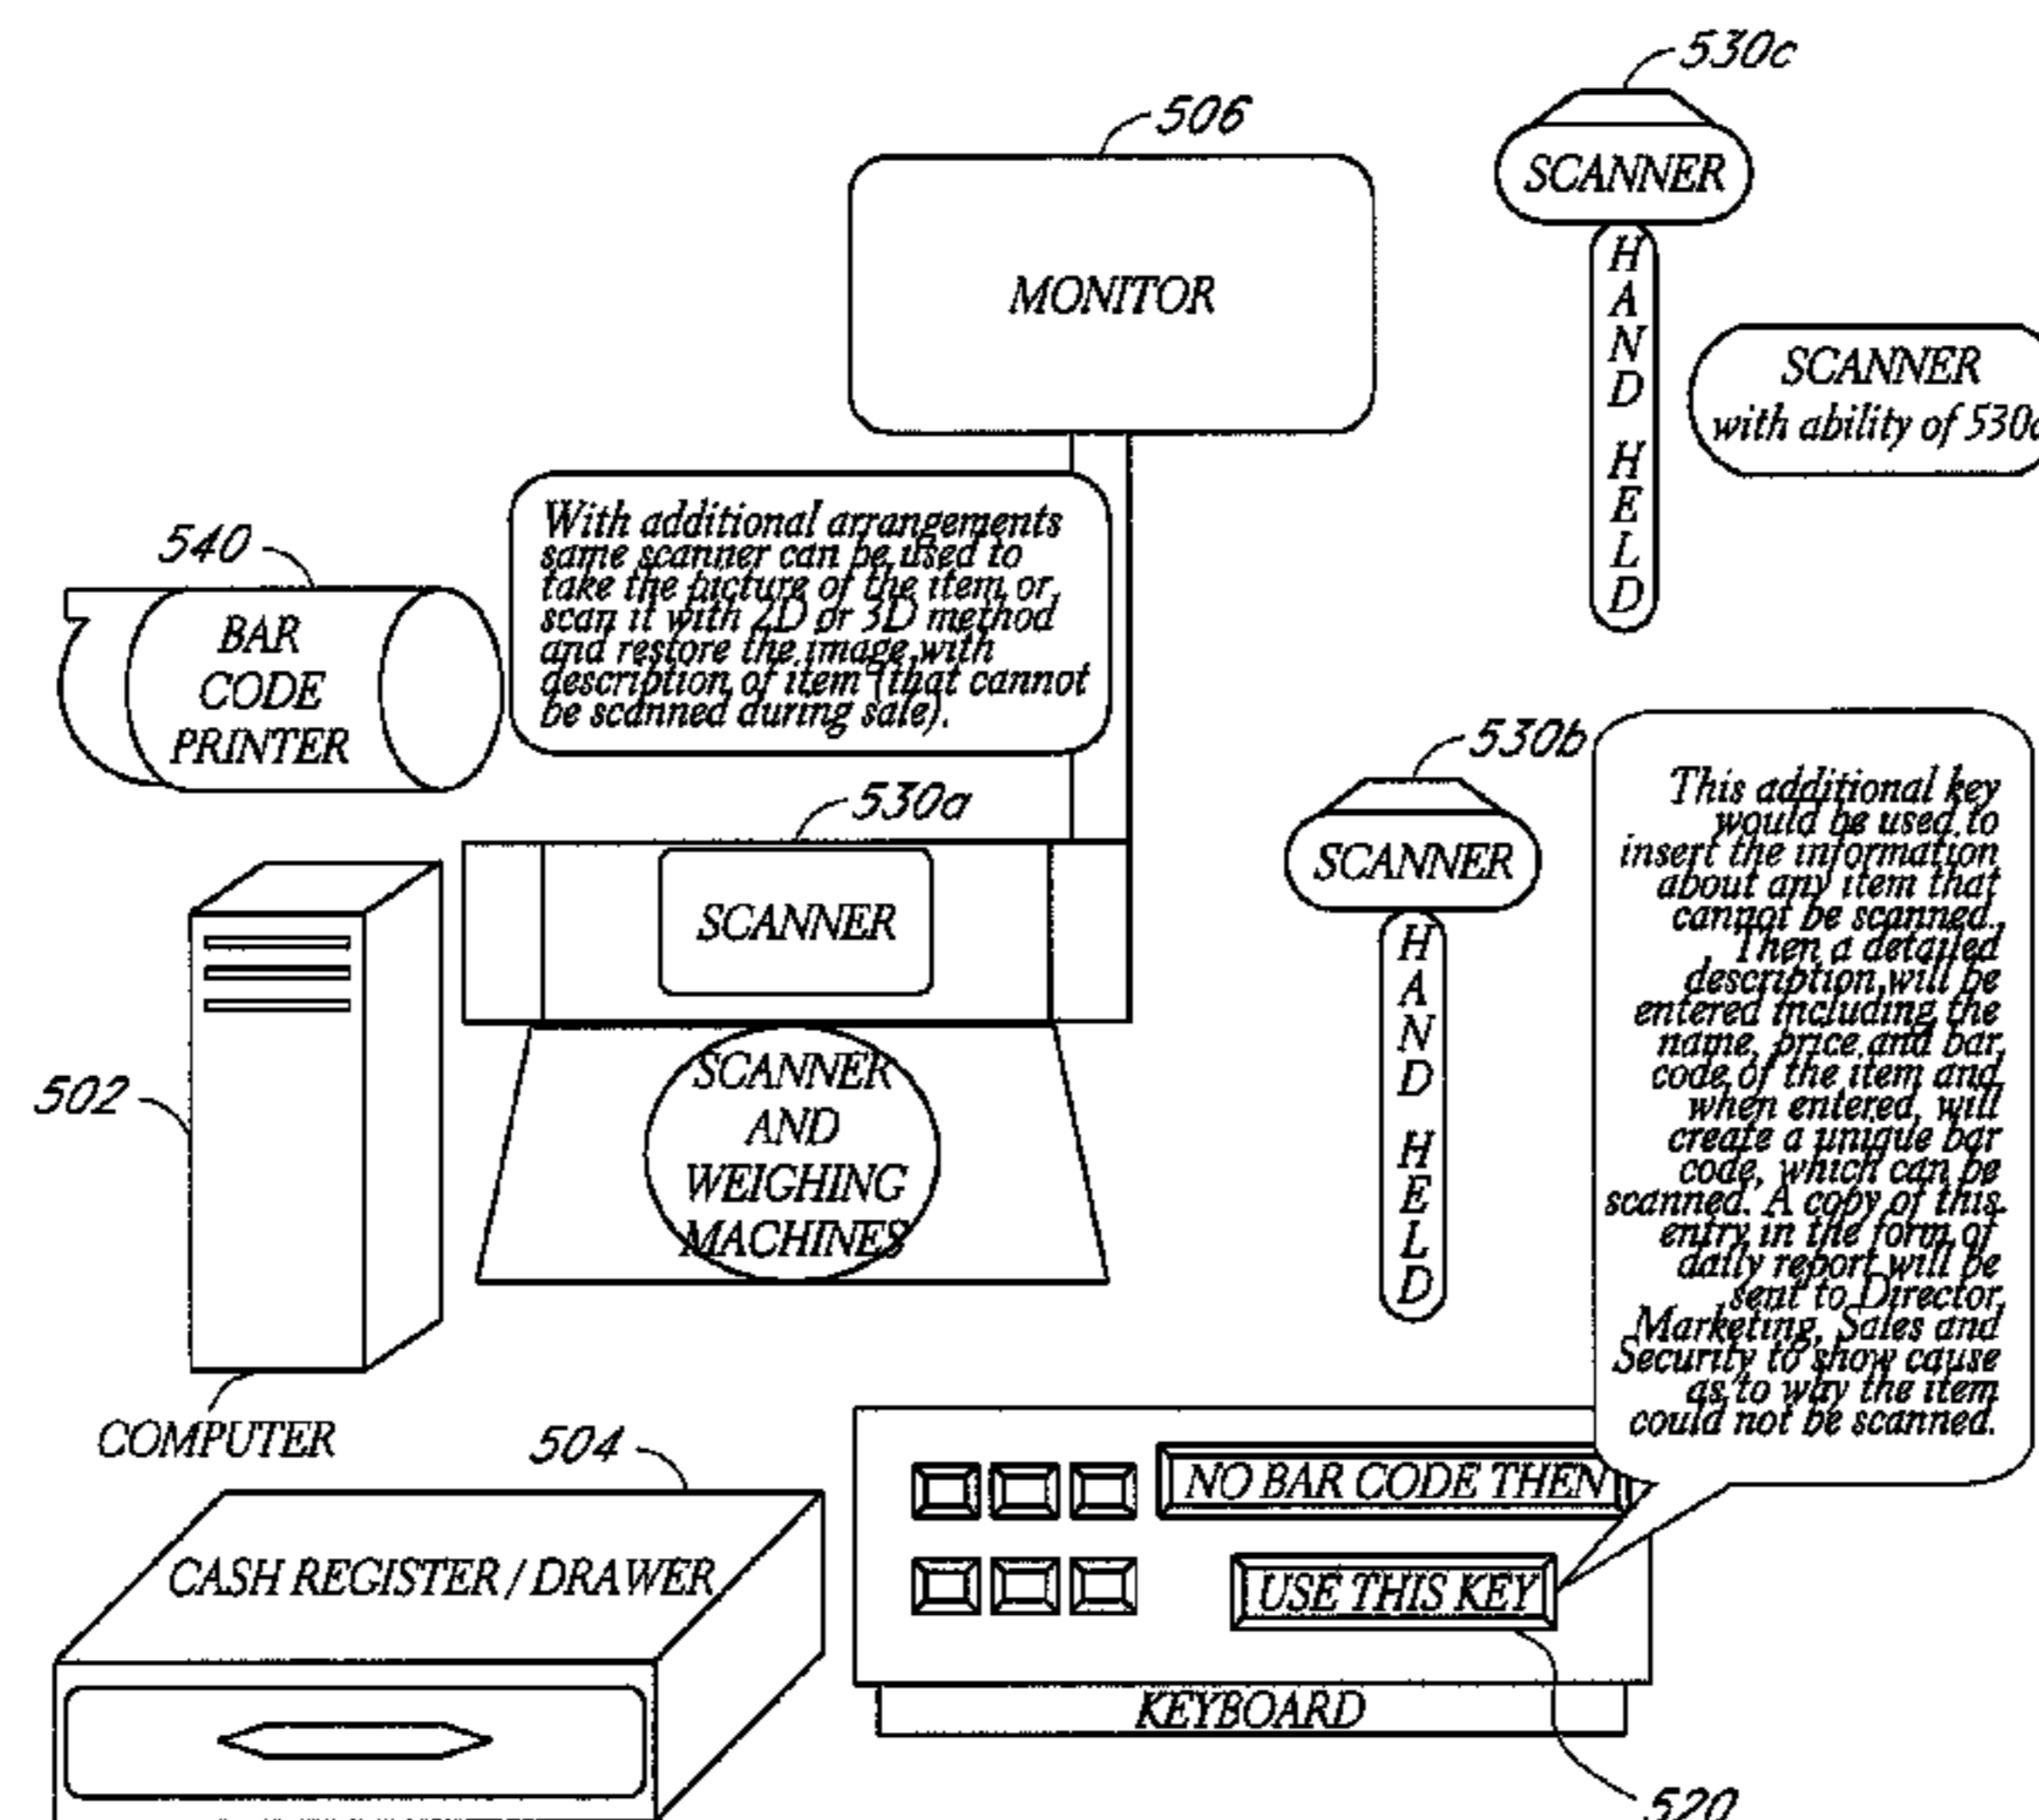 530c
506
SCANNER
MONITOR
HAND HELD
SCANNER
with ability of
540
With additional arrangements
same scanner can be used to
take the picture of the item or
scan it with 2D or 3D method
and restore the image with
description of item (that cannot
be scanned during sale).
BAR
CODE
PRINTER
530a
SCANNER
530b
SCANNER
HAND HELD
This additional key
would be used to
insert the information
about any item that
cannot be scanned.
Then a detailed
description will be
entered including the
name, price and bar
code of the item and
when entered, will
create a unique bar
code, which can be
scanned. A copy of this
entry in the form of
daily report will be
sent to Director,
Marketing, Sales and
Security to show cause
as to why the item
could not be scanned.
502
SCANNER
AND
WEIGHING
MACHINES
COMPUTER
504
CASH REGISTER / DRAWER
NO BAR CODE THEN
USE THIS KEY
KEYBOARD
520